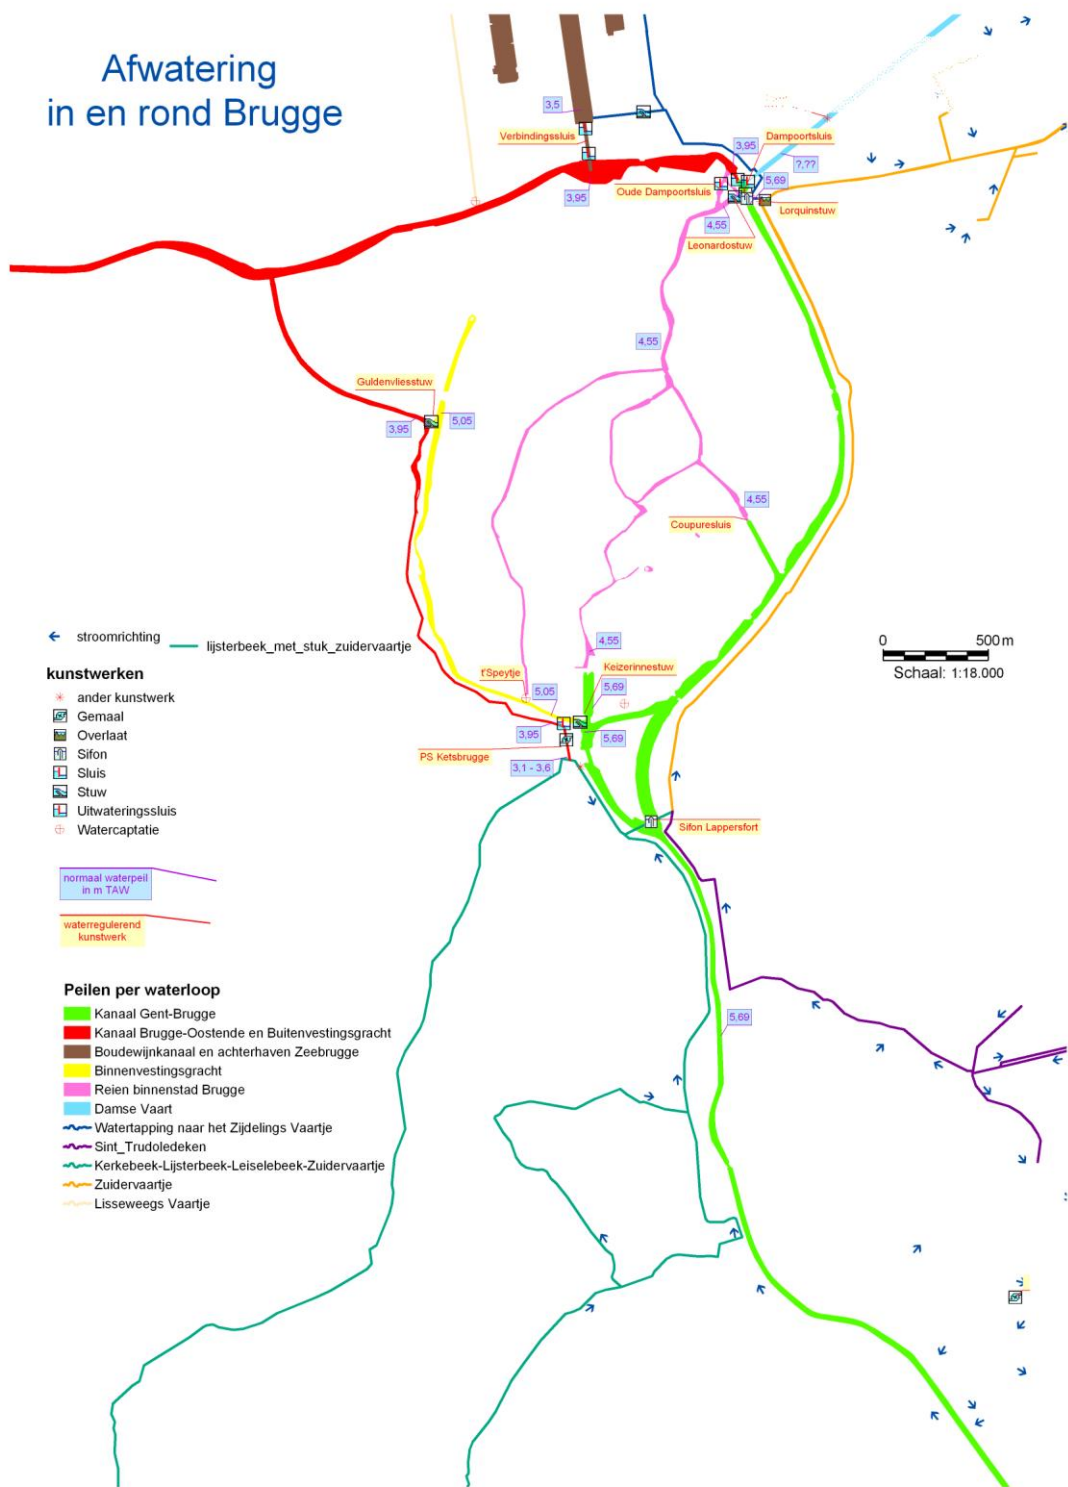 Afwatering
in en rond Brugge
3,5
Verbindingssluis
Dampoortsluis
3,95
?,??
3,95
Oude Dampoortsluis
5,69
Lorquinstuw
4,55
Leonardostuw
4,55
Guldenvliesstuw
3,95
5,05
4,55
Coupuresluis
stroomrichting
lijsterbeek_met_stuk_zuidervaartje
4,55
0
500 m
Schaal: 1:18.000
kunstwerken
ander kunstwerk
Gemaal
Overlaat
Sifon
Sluis
Stuw
Uitwateringssluis
Watercaptatie
t'Speytje
Keizerinnestuw
5,05
5,69
3,95
5,69
PS Ketsbrugge
3,1 - 3,6
Sifon Lappersfort
normaal waterpeil
in m TAW
waterregulerend
kunstwerk
Peilen per waterloop
Kanaal Gent-Brugge
Kanaal Brugge-Oostende en Buitenvestingsgracht
Boudewijnkanaal en achterhaven Zeebrugge
Binnenvestingsgracht
Reien binnenstad Brugge
Damse Vaart
Watertapping naar het Zijdelings Vaartje
Sint_Trudoledeken
Kerkebeek-Lijsterbeek-Leiselebeek-Zuidervaartje
Zuidervaartje
Lisseweegs Vaartje
5,69